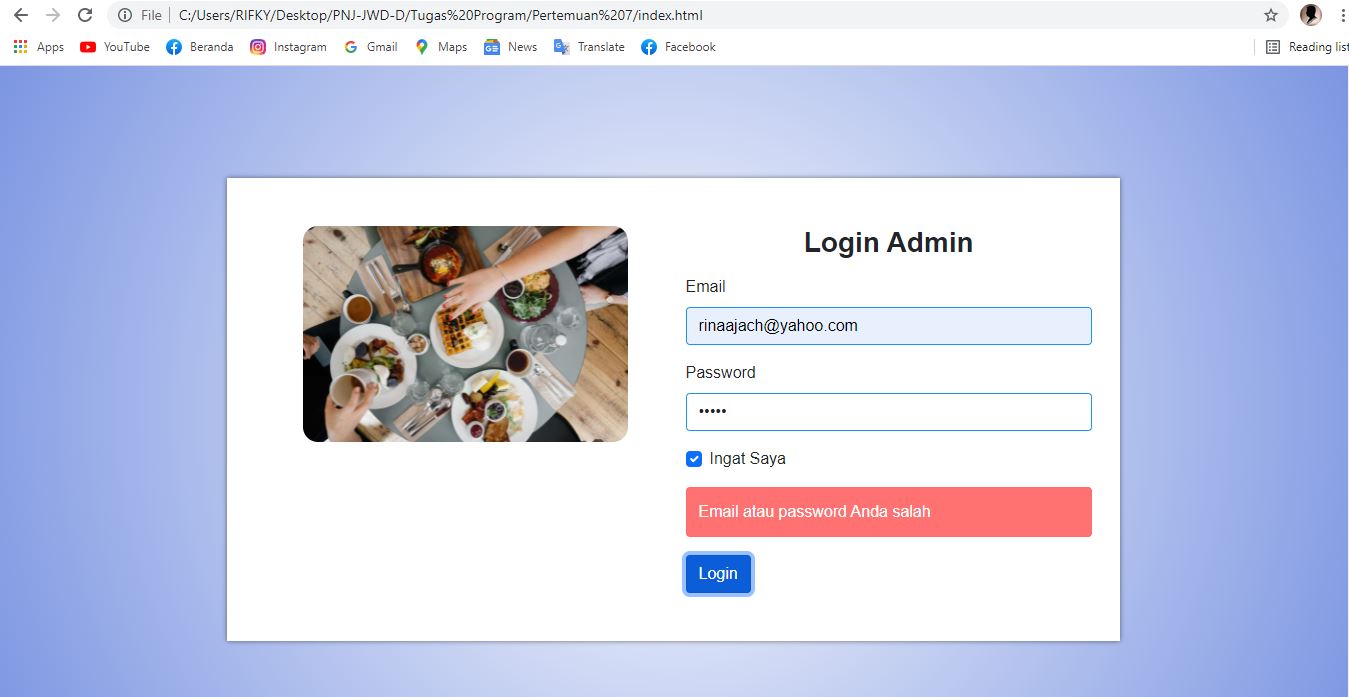 File
C:/Users/RIFKY/Desktop/PNJ-JWD-D/Tugas%20Program/Pertemuan%207/index.html
Apps YouTube Beranda Instagram Gmail Maps News Translate Facebook Reading list
Login Admin
Email
rinaajach@yahoo.com
Password
•••••
Ingat Saya
Email atau password Anda salah
Login